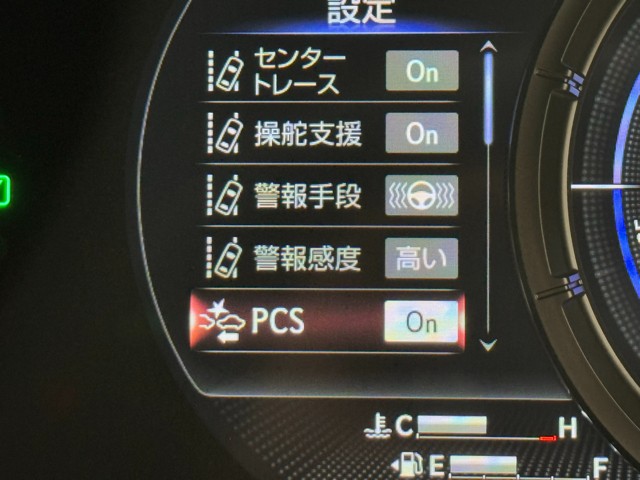 設定
センター
トレース On
操舵支援 On
警報手段
警報感度 高い
PCS On
C H
E F